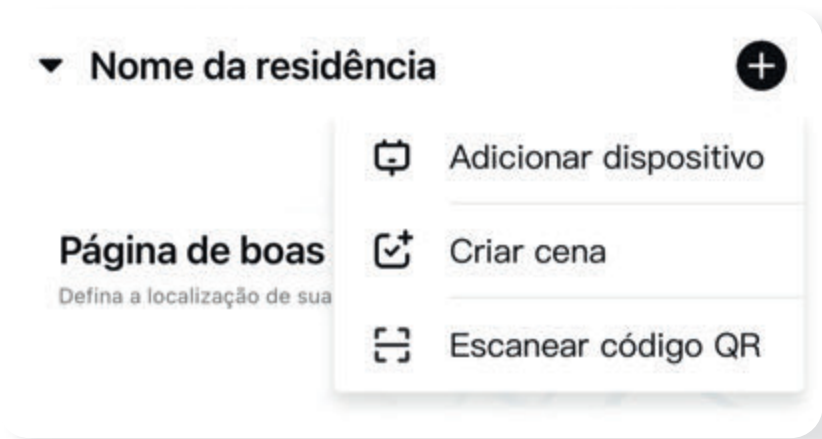 Nome da residência
Adicionar dispositivo
Criar cena
Escanear código QR
Página de boas
Defina a localização de sua